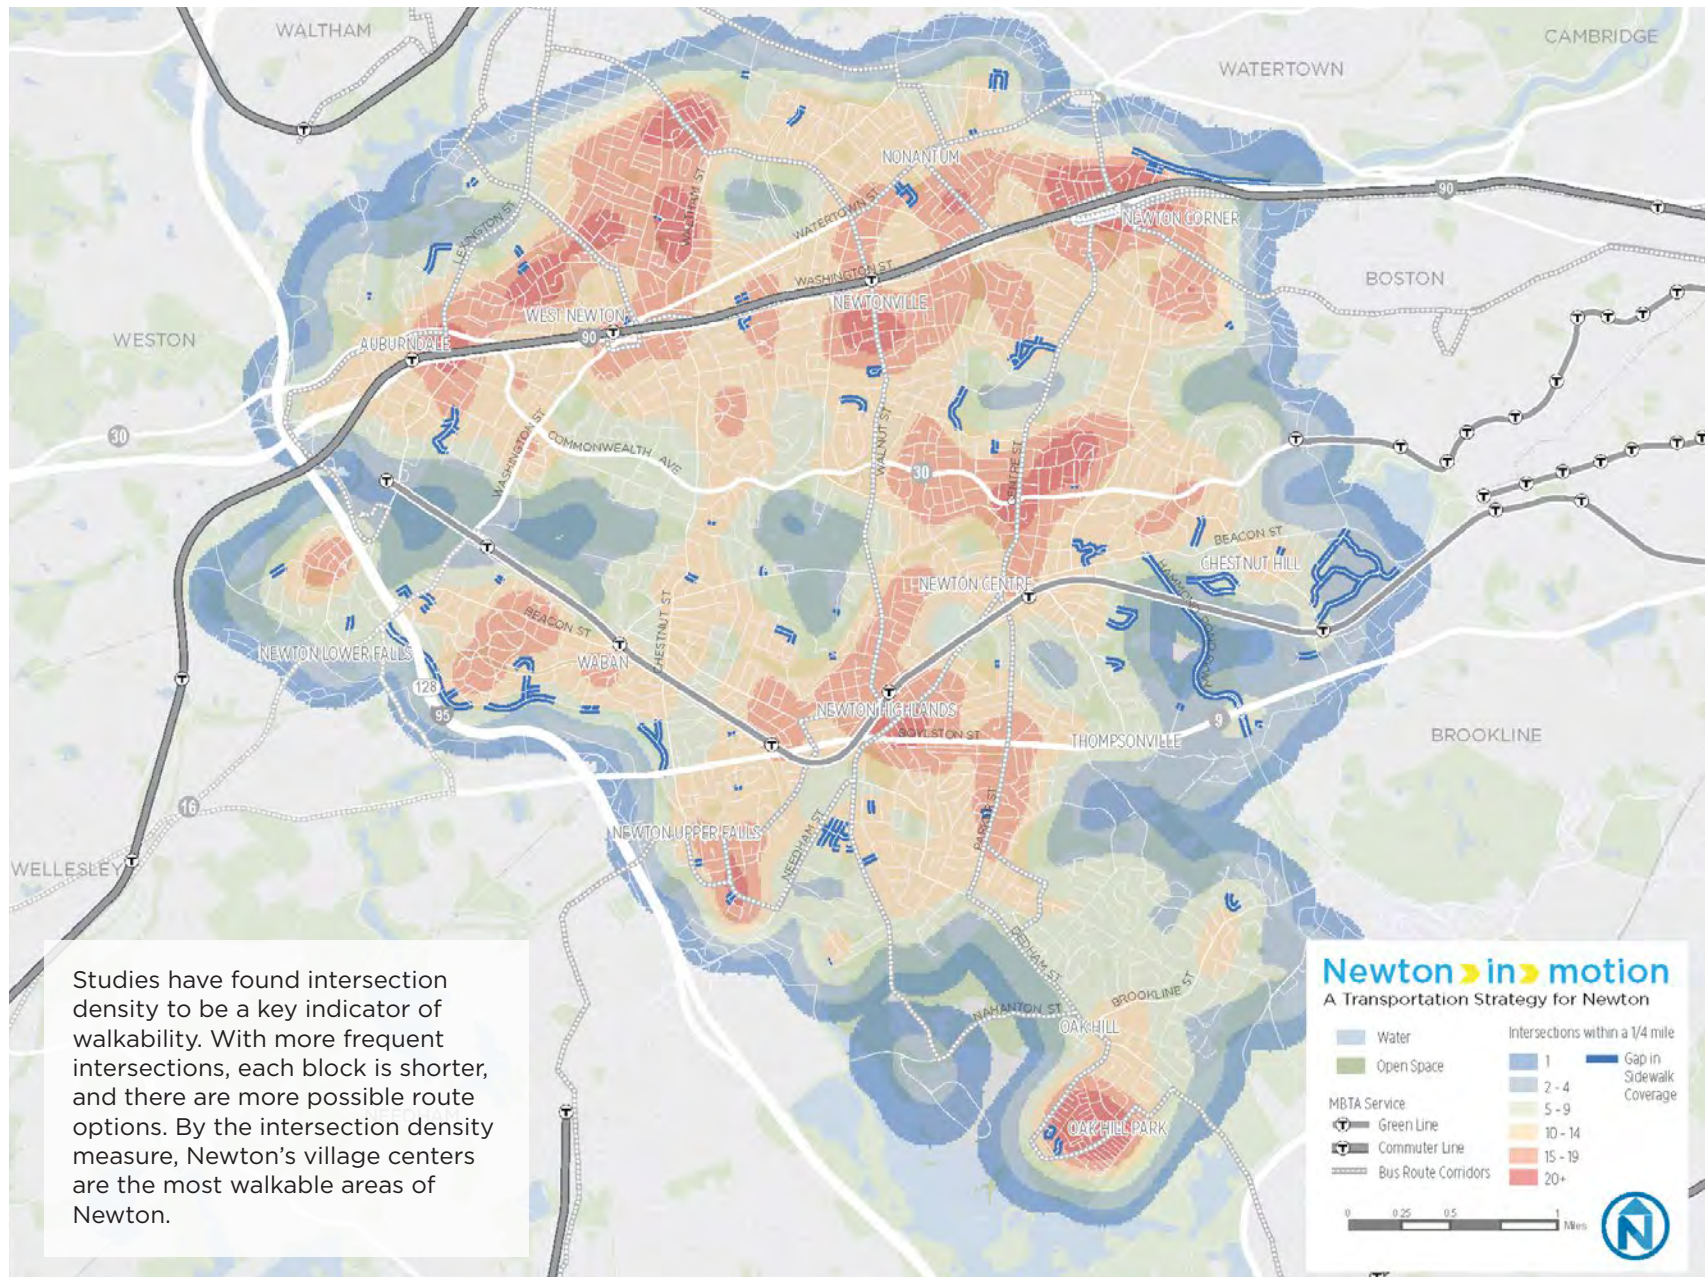 WALTHAM
CAMBRIDGE
WATERTOWN
NONANTUM
90
WALTHAM ST
WATERTOWN ST
NEWTON CORNER
LEXINGTON ST
WASHINGTON ST
BOSTON
NEWTONVILLE
WEST NEWTON
90
WESTON
AUBURNDALE
30
WASHINGTON ST
COMMONWEALTH AVE
WALNUT ST
30
CENTRE ST
BEACON ST
CHESTNUT HILL
HAMMOND POND PKWY
NEWTON CENTRE
BEACON ST
CHESTNUT ST
NEWTON LOWER FALLS
WABAN
128
95
NEWTON HIGHLANDS
9
BOYLSTON ST
THOMPSONVILLE
BROOKLINE
16
PARKER ST
NEWTON UPPER FALLS
NEEDHAM ST
WELLESLEY
DEDHAM ST
BROOKLINE ST
NAHANTON ST
OAK HILL
OAK HILL PARK
NEEDHAM
Studies have found intersection
density to be a key indicator of
walkability. With more frequent
intersections, each block is shorter,
and there are more possible route
options. By the intersection density
measure, Newton’s village centers
are the most walkable areas of
Newton.
Newton in motion
A Transportation Strategy for Newton
Water
Open Space
MBTA Service
T Green Line
T Commuter Line
Bus Route Corridors
Intersections within a 1/4 mile
1
2 - 4
5 - 9
10 - 14
15 - 19
20+
Gap in
Sidewalk
Coverage
0 0.25 0.5 1
Miles
N